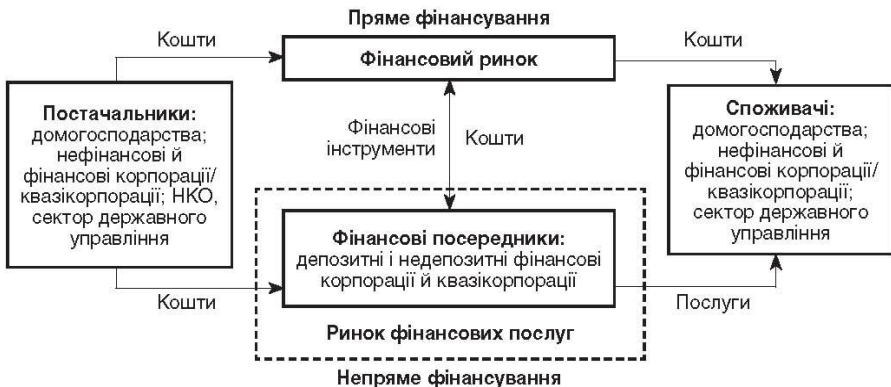 Пряме фінансування
Кошти
Фінансовий ринок
Кошти
Постачальники:
домогосподарства;
нефінансові й
фінансові корпорації/
квазікорпорації; НКО,
сектор державного
управління
Фінансові
інструменти
Кошти
Споживачі:
домогосподарства;
нефінансові й
фінансові корпорації/
квазікорпорації;
сектор державного
управління
Фінансові посередники:
депозитні і недепозитні фінансові
корпорації й квазікорпорації
Кошти
Послуги
Ринок фінансових послуг
Непряме фінансування